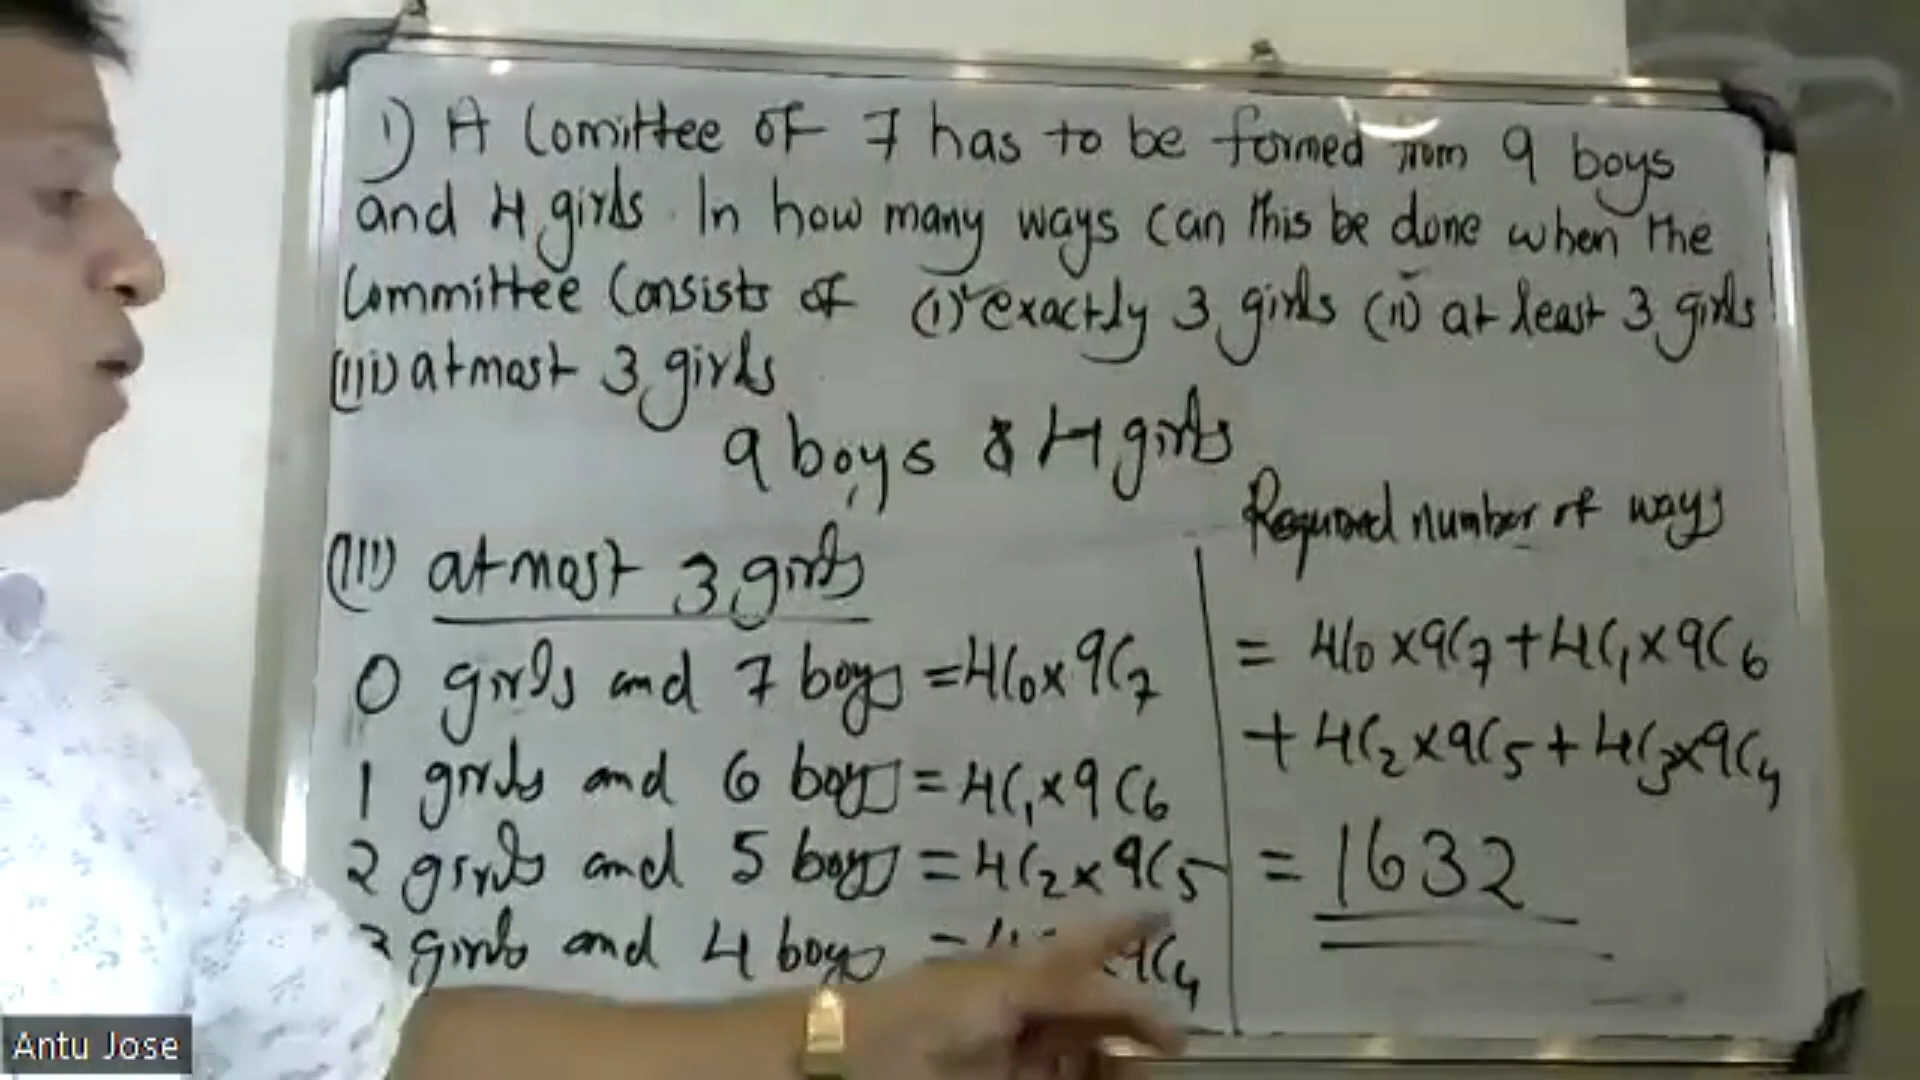 1) A Comittee of 7 has to be formed from 9 boys
and 4 girls. In how many ways can this be done when the
Committee Consists of (i) exactly 3 girls (ii) at least 3 girls
(iii) atmost 3 girls
9 boys & 4 girls
(III) atmost 3 girls
0 girls and 7 boys = 4C0 x 9C7
1 girls and 6 boys = 4C1 x 9C6
2 girls and 5 boys = 4C2 x 9C5
3 girls and 4 boys = 9C4
Required number of ways
= 4C0 x 9C7 + 4C1 x 9C6
+ 4C2 x 9C5 + 4C3 x 9C4
= 1632
Antu Jose